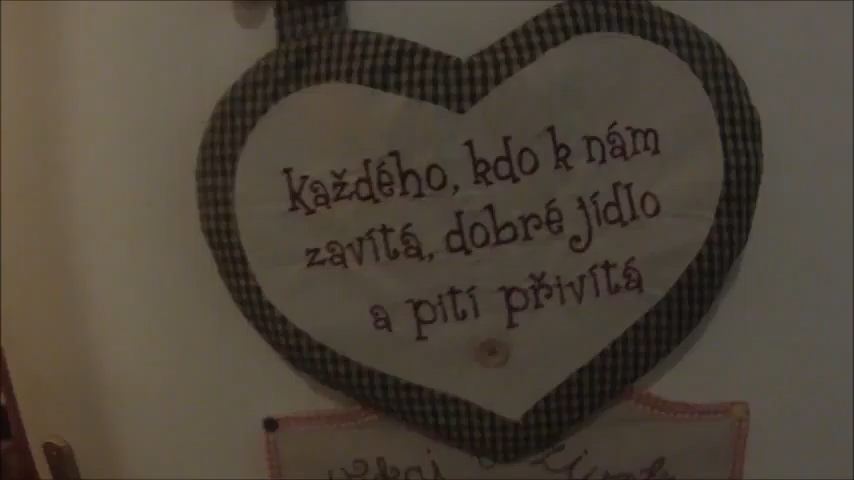 Každého, kdo k nám
zavítá, dobré jídlo
a pití přivítá